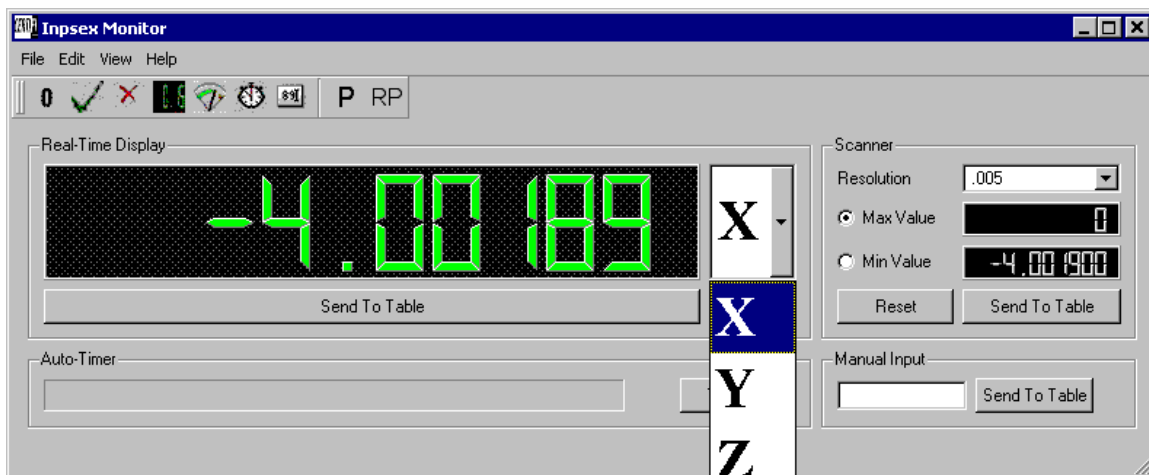 Inpsex Monitor
File Edit View Help
0 P RP
Real-Time Display
-4.00189
X
Send To Table
X
Y
Z
Scanner
Resolution .005
Max Value 0
Min Value -4.001900
Reset Send To Table
Auto-Timer
Manual Input
Send To Table